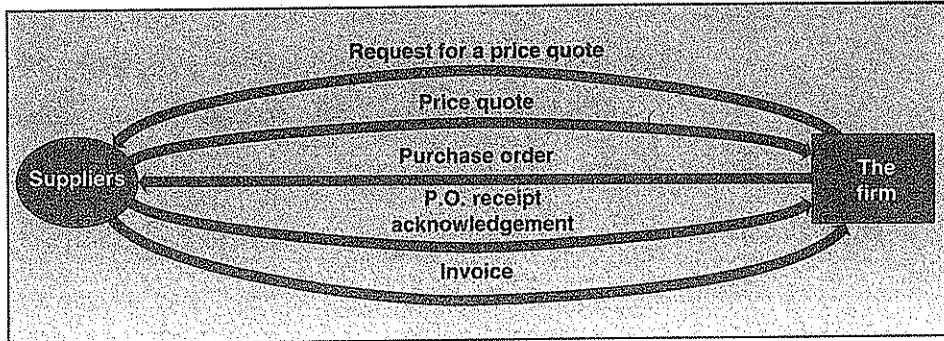 Request for a price quote
Price quote
Purchase order
Suppliers
The
firm
P.O. receipt
acknowledgement
Invoice